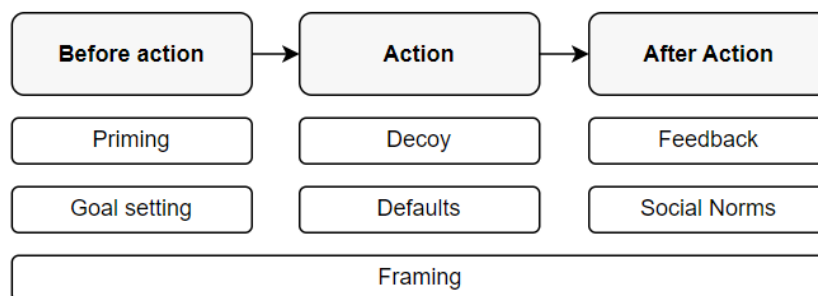 Before action
Action
After Action
Priming
Decoy
Feedback
Goal setting
Defaults
Social Norms
Framing